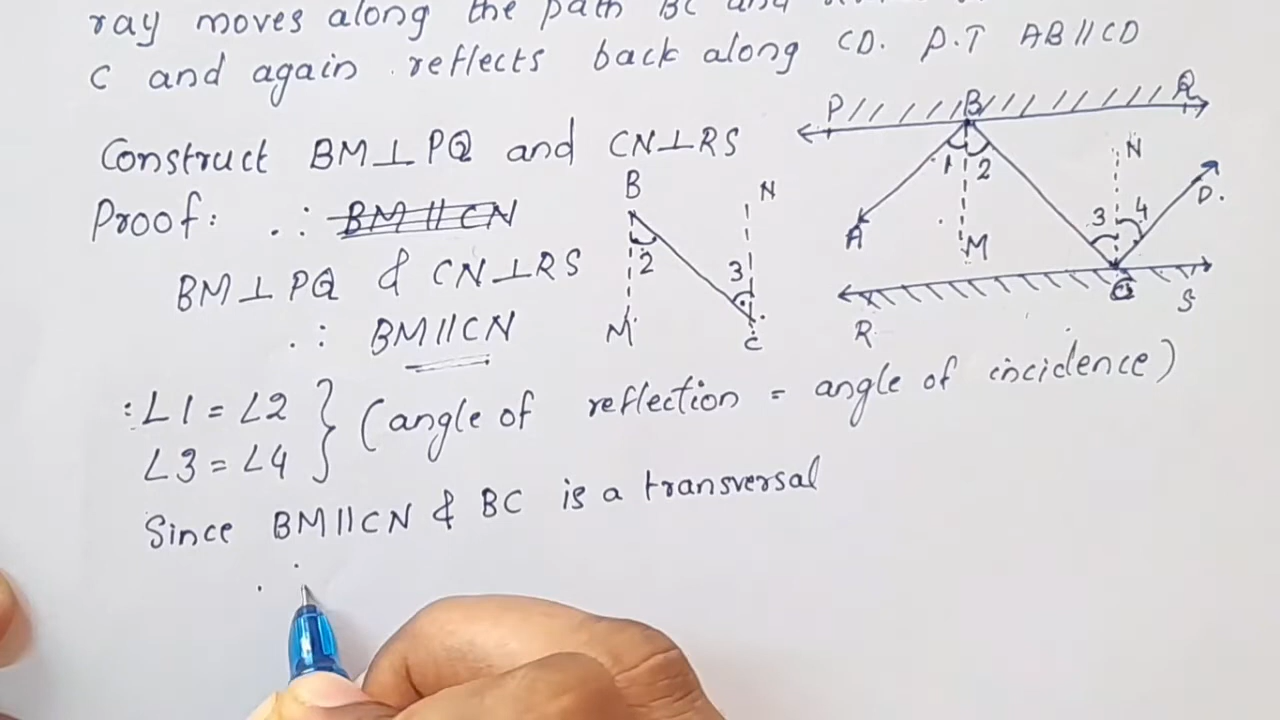 ray moves along the path BC and
C and again reflects back along CD. P.T AB||CD
Construct BM⊥PQ and CN⊥RS
Proof: ∴ BM||CN
BM⊥PQ & CN⊥RS
∴ BM||CN
:∠1=∠2
∠3=∠4
(angle of reflection = angle of incidence)
Since BM||CN & BC is a transversal
B
N
2
3
M
C
P
B
Q
1
2
N
A
M
3
4
D.
R
S